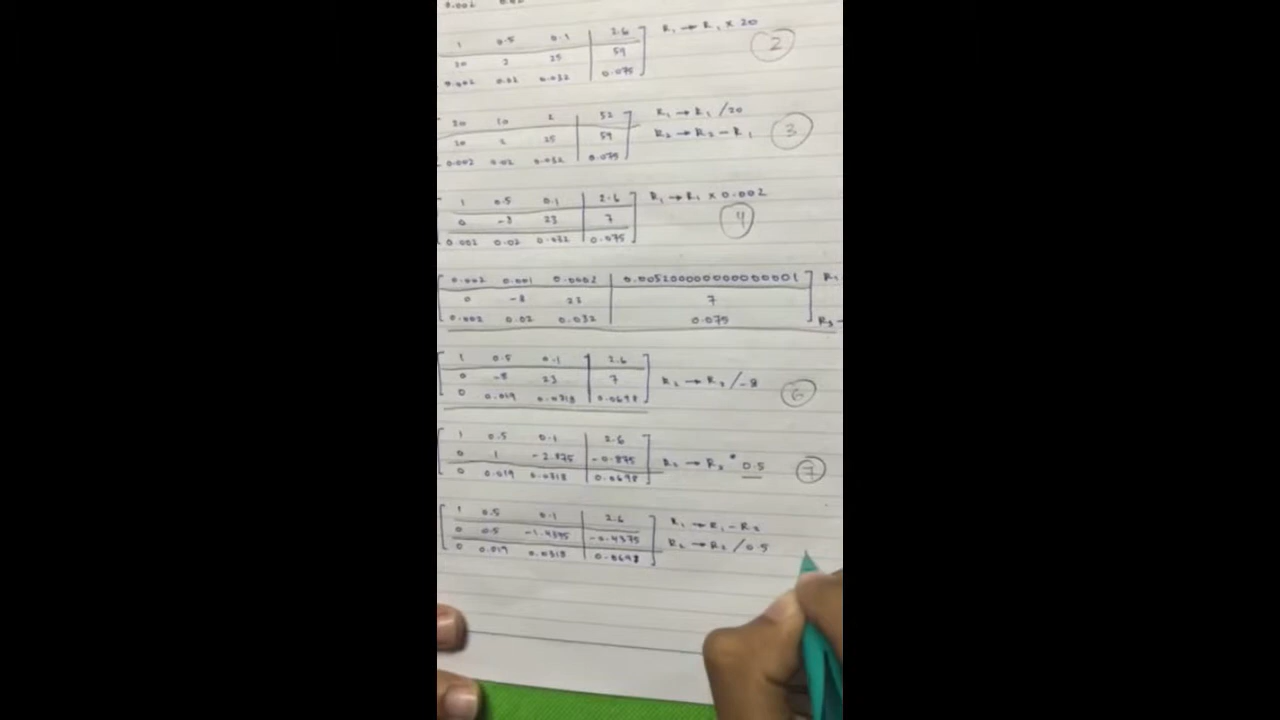 0.002 0.02
1 0.5 0.1 2.6 R₁ → R₁ × 20
20 2 25 59 2
0.002 0.02 0.032 0.075
20 10 2 52 R₁ → R₁ /20
20 2 25 59 R₂ → R₂ - R₁ 3
0.002 0.02 0.032 0.075
1 0.5 0.1 2.6 R₁ → R₁ × 0.002
0 -8 23 7 4
0.002 0.02 0.032 0.075
0.002 0.001 0.0002 0.0052000000000000001 R₁
0 -8 23 7
0.002 0.02 0.032 0.075 R₃ -
1 0.5 0.1 2.6
0 -8 23 7 R₂ → R₂ /-8 6
0 0.019 0.0318 0.0698
1 0.5 0.1 2.6
0 1 -2.875 -0.875 R₂ → R₂ * 0.5 7
0 0.019 0.0318 0.0698
1 0.5 0.1 2.6 R₁ → R₁ - R₂
0 0.5 -1.4375 -0.4375 R₂ → R₂ /0.5
0 0.019 0.0318 0.0698